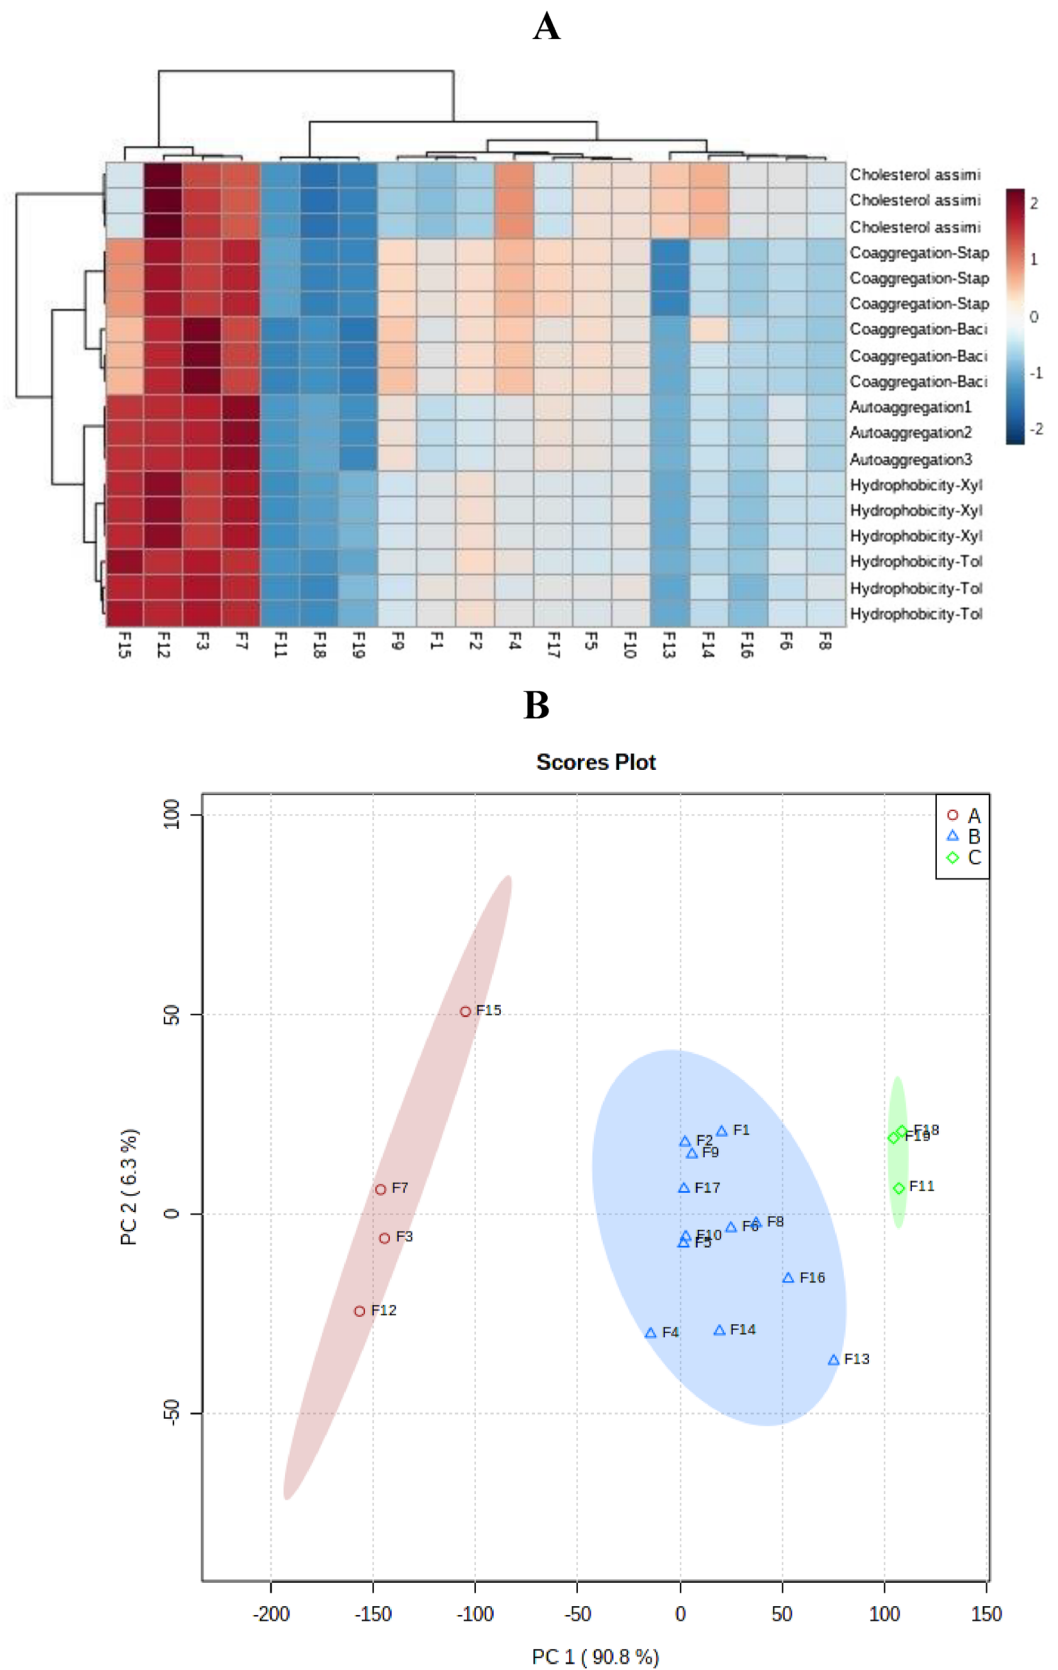 A
Cholesterol assimi
Cholesterol assimi
Cholesterol assimi
Coaggregation-Stap
Coaggregation-Stap
Coaggregation-Stap
Coaggregation-Baci
Coaggregation-Baci
Coaggregation-Baci
Autoaggregation1
Autoaggregation2
Autoaggregation3
Hydrophobicity-Xyl
Hydrophobicity-Xyl
Hydrophobicity-Xyl
Hydrophobicity-Tol
Hydrophobicity-Tol
Hydrophobicity-Tol
2
1
0
-1
-2
F15 F12 F3 F7 F11 F18 F19 F9 F1 F2 F4 F17 F5 F10 F13 F14 F16 F6 F8
B
Scores Plot
A
B
C
F15
F7
F3
F12
F1
F2
F9
F17
F6
F8
F10
F5
F16
F4
F14
F13
F18
F19
F11
100
50
0
-50
PC 2 ( 6.3 %)
-200 -150 -100 -50 0 50 100 150
PC 1 ( 90.8 %)